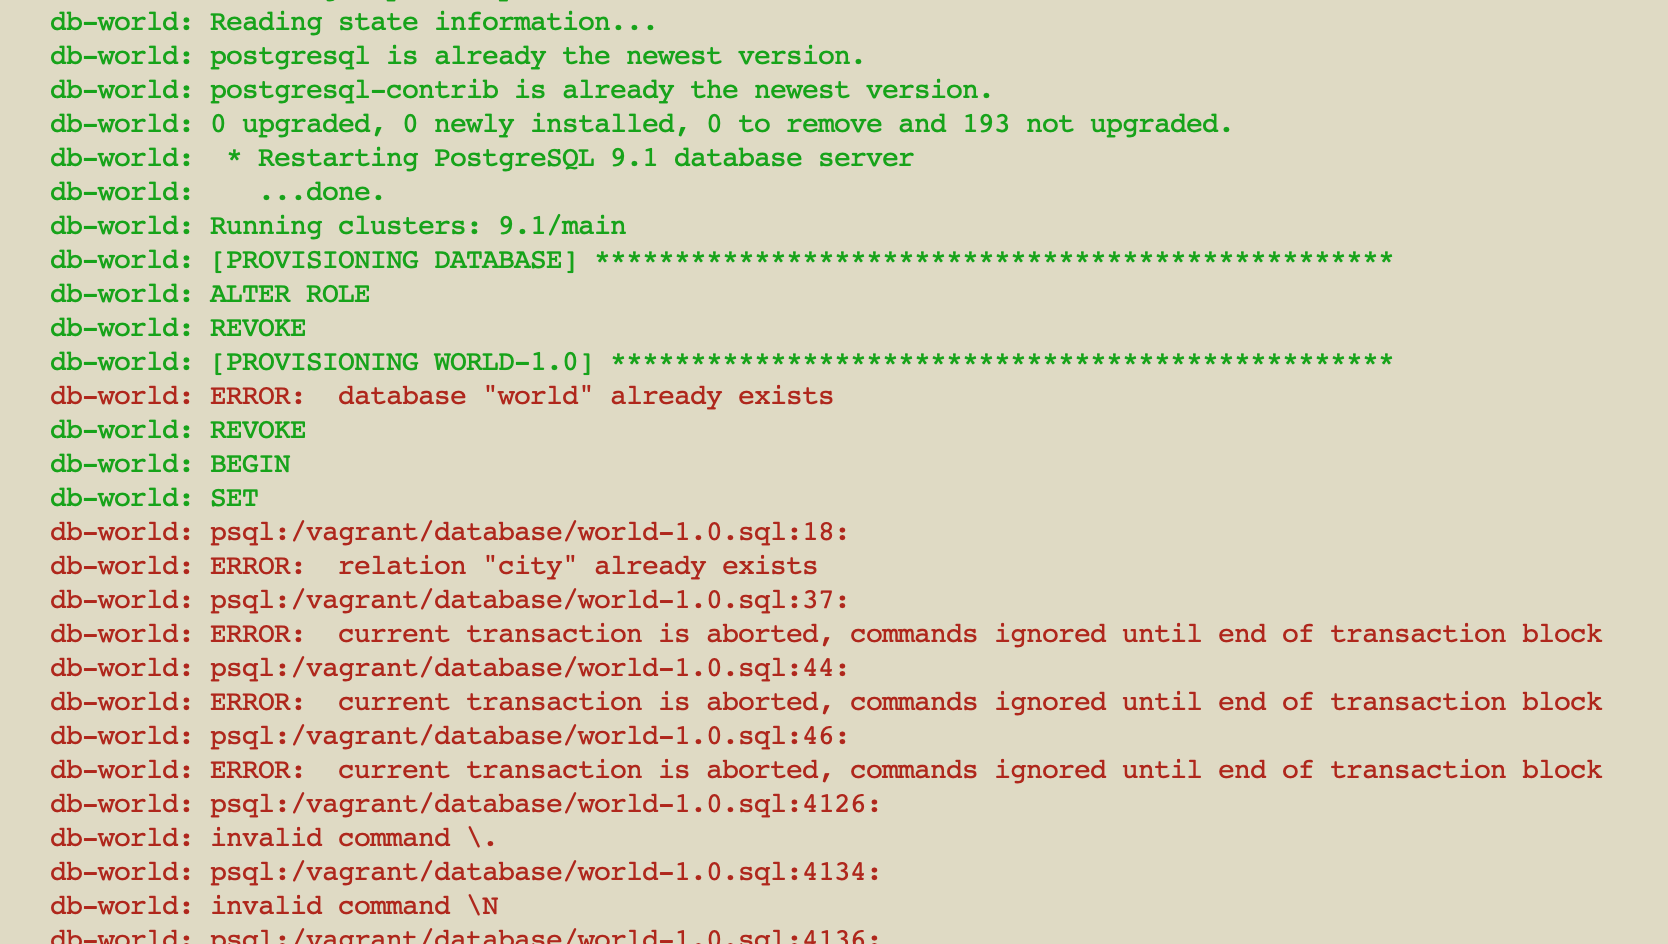 db-world: Reading state information...
db-world: postgresql is already the newest version.
db-world: postgresql-contrib is already the newest version.
db-world: 0 upgraded, 0 newly installed, 0 to remove and 193 not upgraded.
db-world:  * Restarting PostgreSQL 9.1 database server
db-world:    ...done.
db-world: Running clusters: 9.1/main
db-world: [PROVISIONING DATABASE] **************************************************
db-world: ALTER ROLE
db-world: REVOKE
db-world: [PROVISIONING WORLD-1.0] *************************************************
db-world: ERROR:  database "world" already exists
db-world: REVOKE
db-world: BEGIN
db-world: SET
db-world: psql:/vagrant/database/world-1.0.sql:18:
db-world: ERROR:  relation "city" already exists
db-world: psql:/vagrant/database/world-1.0.sql:37:
db-world: ERROR:  current transaction is aborted, commands ignored until end of transaction block
db-world: psql:/vagrant/database/world-1.0.sql:44:
db-world: ERROR:  current transaction is aborted, commands ignored until end of transaction block
db-world: psql:/vagrant/database/world-1.0.sql:46:
db-world: ERROR:  current transaction is aborted, commands ignored until end of transaction block
db-world: psql:/vagrant/database/world-1.0.sql:4126:
db-world: invalid command \.
db-world: psql:/vagrant/database/world-1.0.sql:4134:
db-world: invalid command \N
db-world: psql:/vagrant/database/world-1.0.sql:4136: